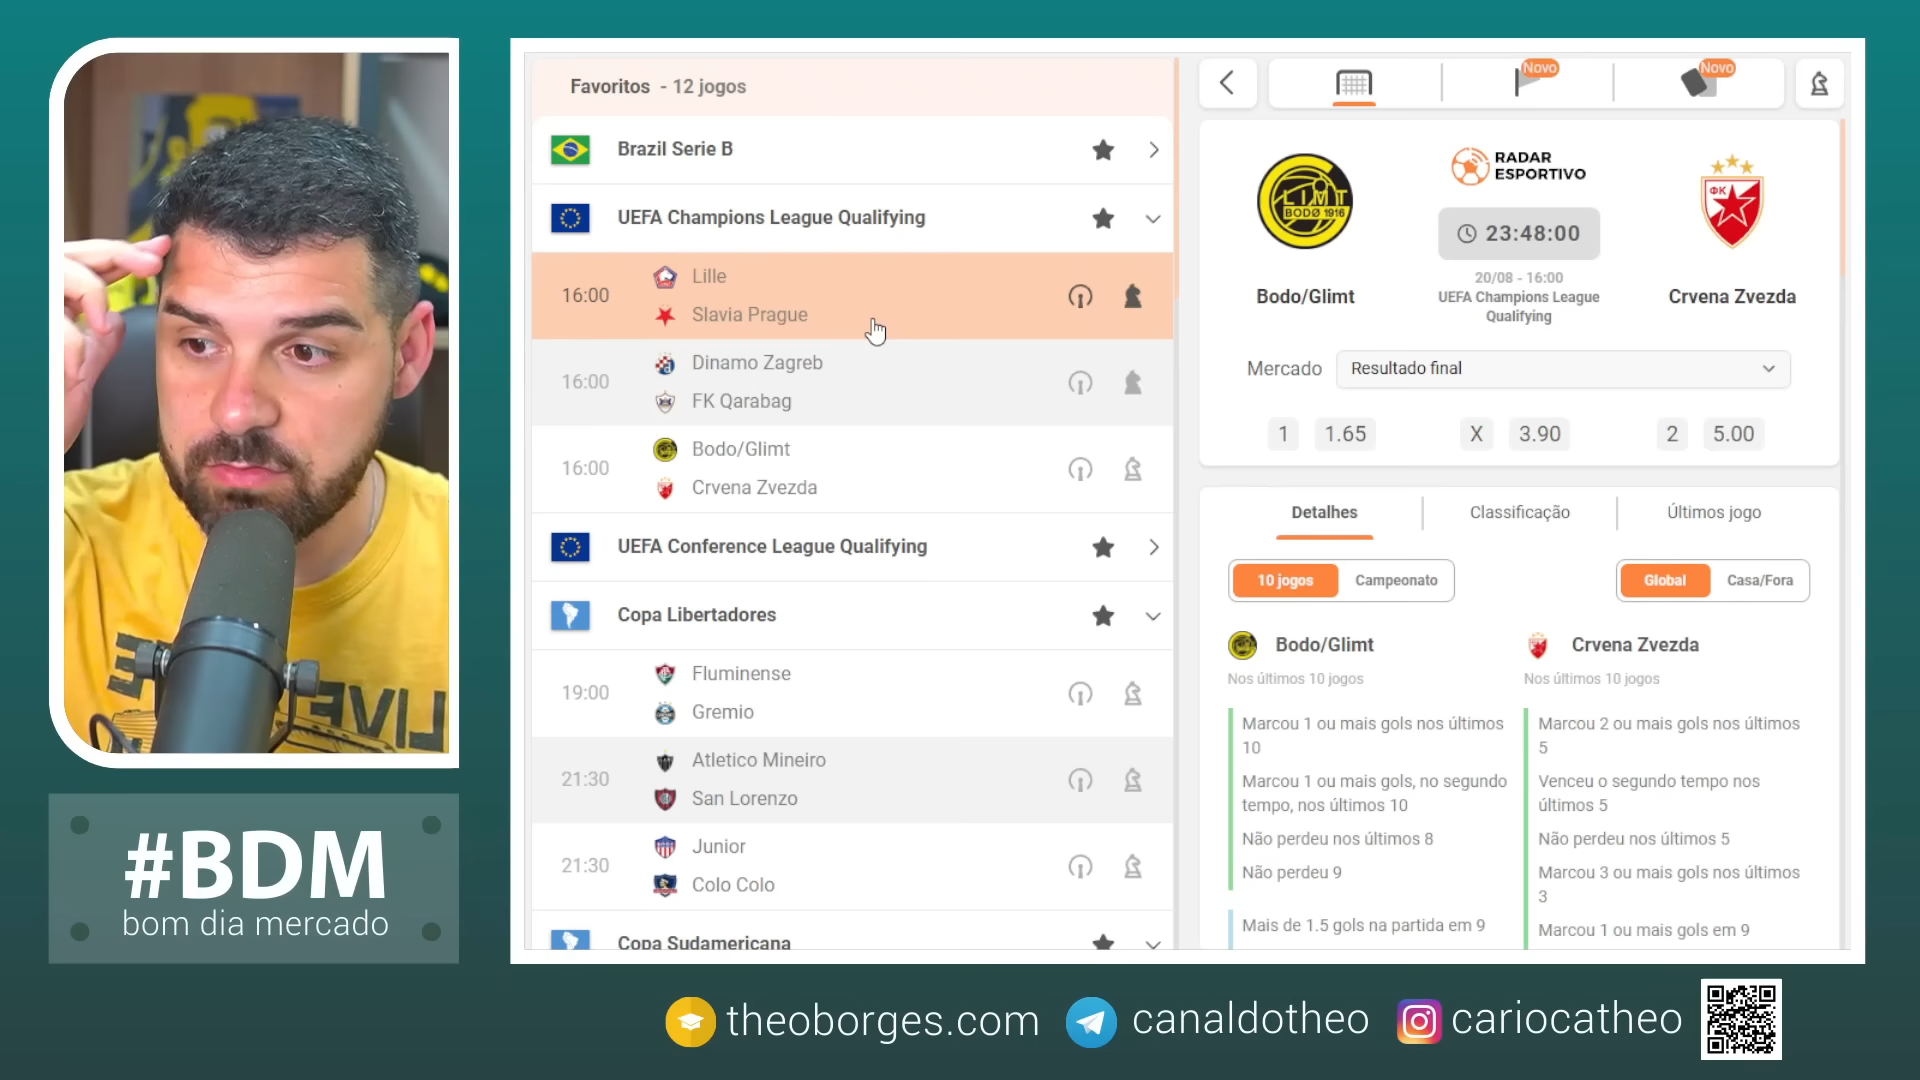 Favoritos - 12 jogos
Brazil Serie B
UEFA Champions League Qualifying
16:00
Lille
Slavia Prague
16:00
Dinamo Zagreb
FK Qarabag
16:00
Bodo/Glimt
Crvena Zvezda
UEFA Conference League Qualifying
Copa Libertadores
19:00
Fluminense
Gremio
21:30
Atletico Mineiro
San Lorenzo
21:30
Junior
Colo Colo
Copa Sudamericana
Novo
Novo
RADAR
ESPORTIVO
23:48:00
20/08 - 16:00
UEFA Champions League
Qualifying
Bodo/Glimt
Crvena Zvezda
Mercado
Resultado final
1 1.65 X 3.90 2 5.00
Detalhes
Classificação
Últimos jogo
10 jogos
Campeonato
Global
Casa/Fora
Bodo/Glimt
Nos últimos 10 jogos
Marcou 1 ou mais gols nos últimos
10
Marcou 1 ou mais gols, no segundo
tempo, nos últimos 10
Não perdeu nos últimos 8
Não perdeu 9
Mais de 1.5 gols na partida em 9
Crvena Zvezda
Nos últimos 10 jogos
Marcou 2 ou mais gols nos últimos
5
Venceu o segundo tempo nos
últimos 5
Não perdeu nos últimos 5
Marcou 3 ou mais gols nos últimos
3
Marcou 1 ou mais gols em 9
#BDM
bom dia mercado
theoborges.com
canaldotheo
cariocatheo